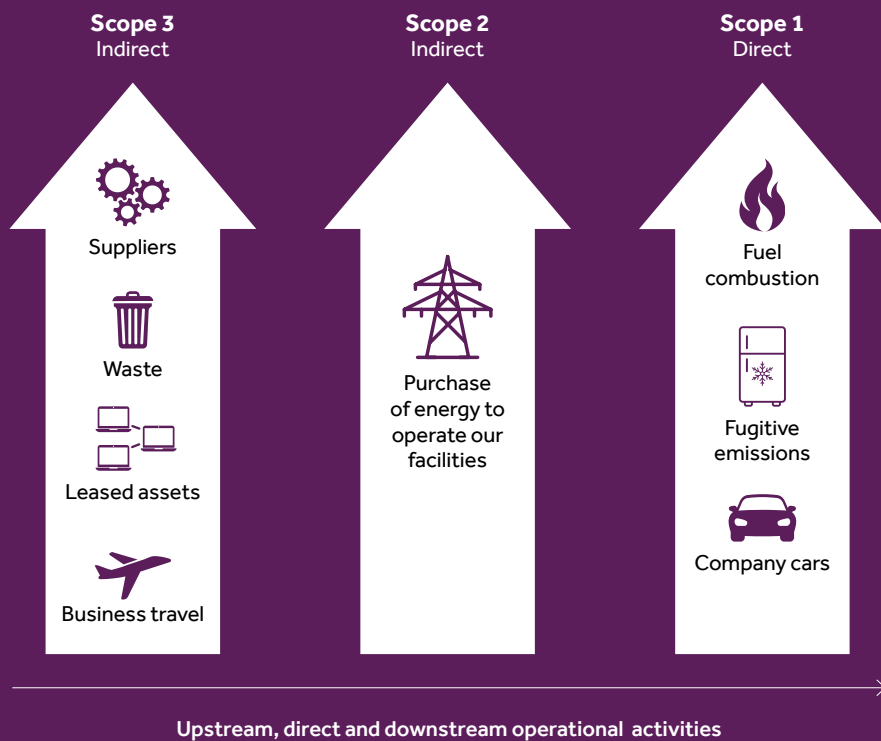 Scope 3
Indirect
Suppliers
Waste
Leased assets
Business travel
Scope 2
Indirect
Purchase
of energy to
operate our
facilities
Scope 1
Direct
Fuel
combustion
Fugitive
emissions
Company cars
Upstream, direct and downstream operational activities